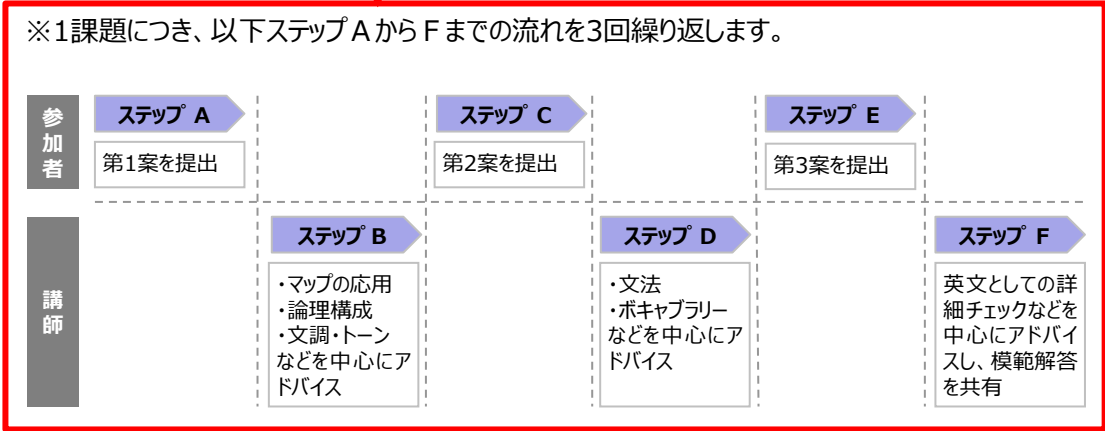 ※1課題につき、以下ステップAからFまでの流れを3回繰り返します。
参加者
ステップ A
第1案を提出
ステップ C
第2案を提出
ステップ E
第3案を提出
講師
ステップ B
・マップの応用
・論理構成
・文調・トーン
などを中心にア
ドバイス
ステップ D
・文法
・ボキャブラリー
などを中心にア
ドバイス
ステップ F
英文としての詳
細チェックなどを
中心にアドバイ
スし、模範解答
を共有